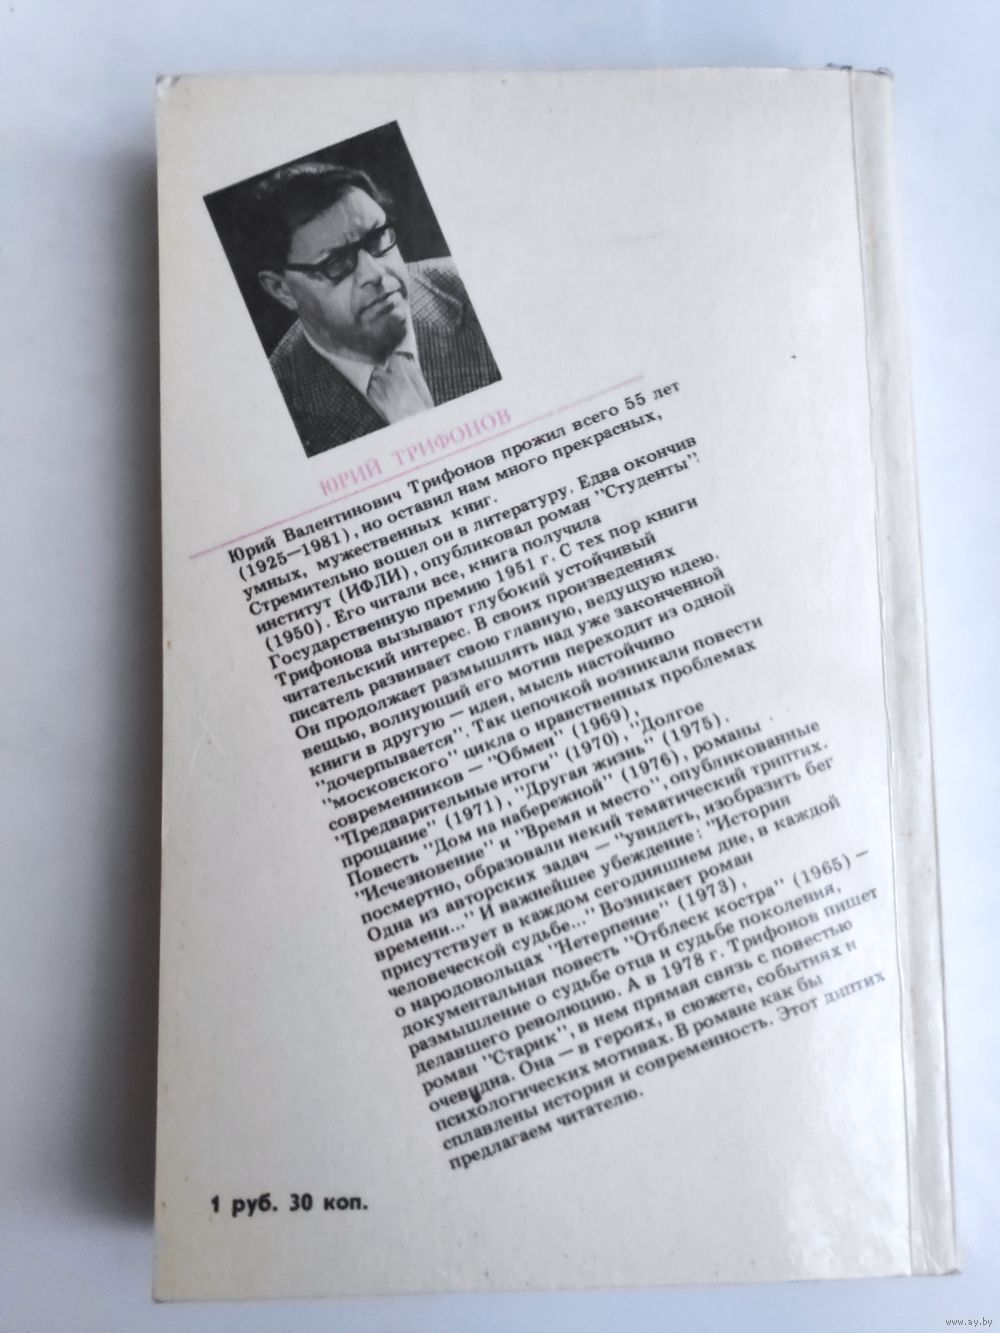 ЮРИЙ ТРИФОНОВ
Юрий Валентинович Трифонов прожил всего 55 лет
(1925—1981), но оставил нам много прекрасных,
умных, мужественных книг.
Стремительно вошел он в литературу. Едва окончив
институт (ИФЛИ), опубликовал роман "Студенты"
(1950). Его читали все, книга получила
Государственную премию 1951 г. С тех пор книги
Трифонова вызывают глубокий устойчивый
читательский интерес. В своих произведениях
писатель развивает свою главную, ведущую идею.
Он продолжает размышлять над уже законченной
вещью, волнующий его мотив переходит из одной
книги в другую — идея, мысль настойчиво
"дочерпывается". Так цепочкой возникали повести
"московского" цикла о нравственных проблемах
современников — "Обмен" (1969),
"Предварительные итоги" (1970), "Долгое
прощание" (1971), "Другая жизнь" (1975).
Повесть "Дом на набережной" (1976), романы
"Исчезновение" и "Время и место", опубликованные
посмертно, образовали некий тематический триптих.
Одна из авторских задач — "увидеть, изобразить бег
времени..." И важнейшее убеждение: "История
присутствует в каждом сегодняшнем дне, в каждой
человеческой судьбе..." Возникает роман
о народовольцах "Нетерпение" (1973),
документальная повесть "Отблеск костра" (1965) —
размышление о судьбе отца и судьбе поколения,
делавшего революцию. А в 1978 г. Трифонов пишет
роман "Старик", в нем прямая связь с повестью
очевидна. Она — в героях, в сюжете, событиях и
психологических мотивах. В романе как бы
сплавлены история и современность. Этот диптих
предлагаем читателю.
1 руб. 30 коп.
www.ay.by